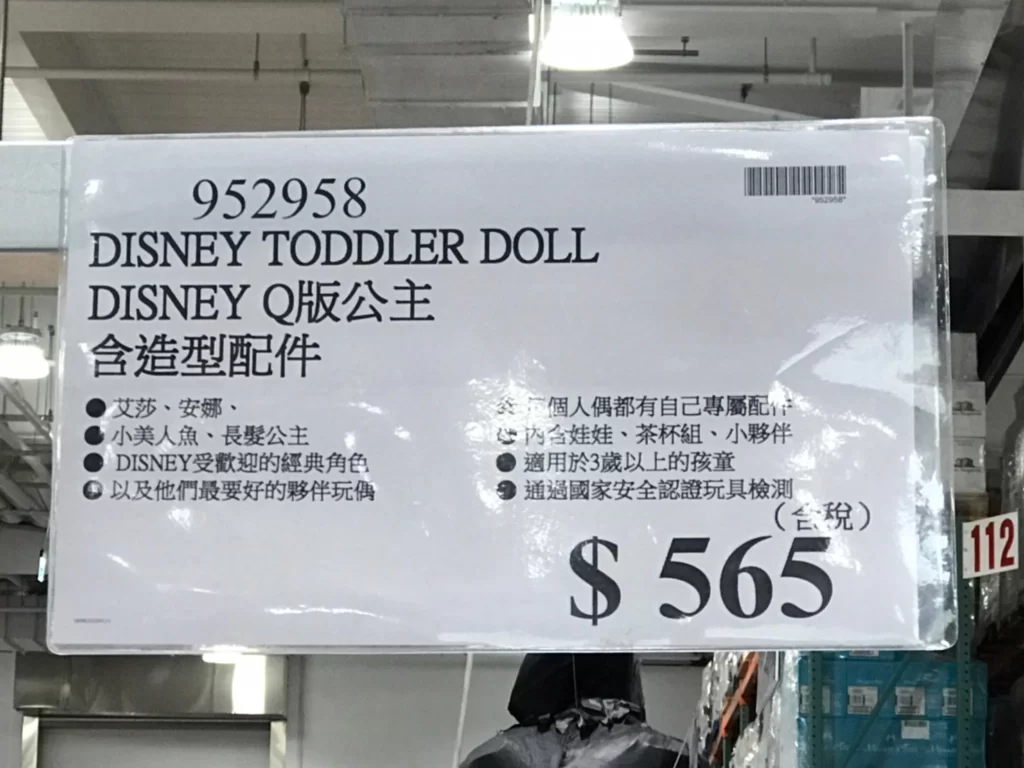 952958
*952958*
DISNEY TODDLER DOLL
DISNEY Q版公主
含造型配件
● 艾莎、安娜、
● 小美人魚、長髮公主
● DISNEY受歡迎的經典角色
● 以及他們最要好的夥伴玩偶
個人偶都有自己專屬配件
● 內含娃娃、茶杯組、小夥伴
● 適用於3歲以上的孩童
● 通過國家安全認證玩具檢測
(含稅)
$ 565
112